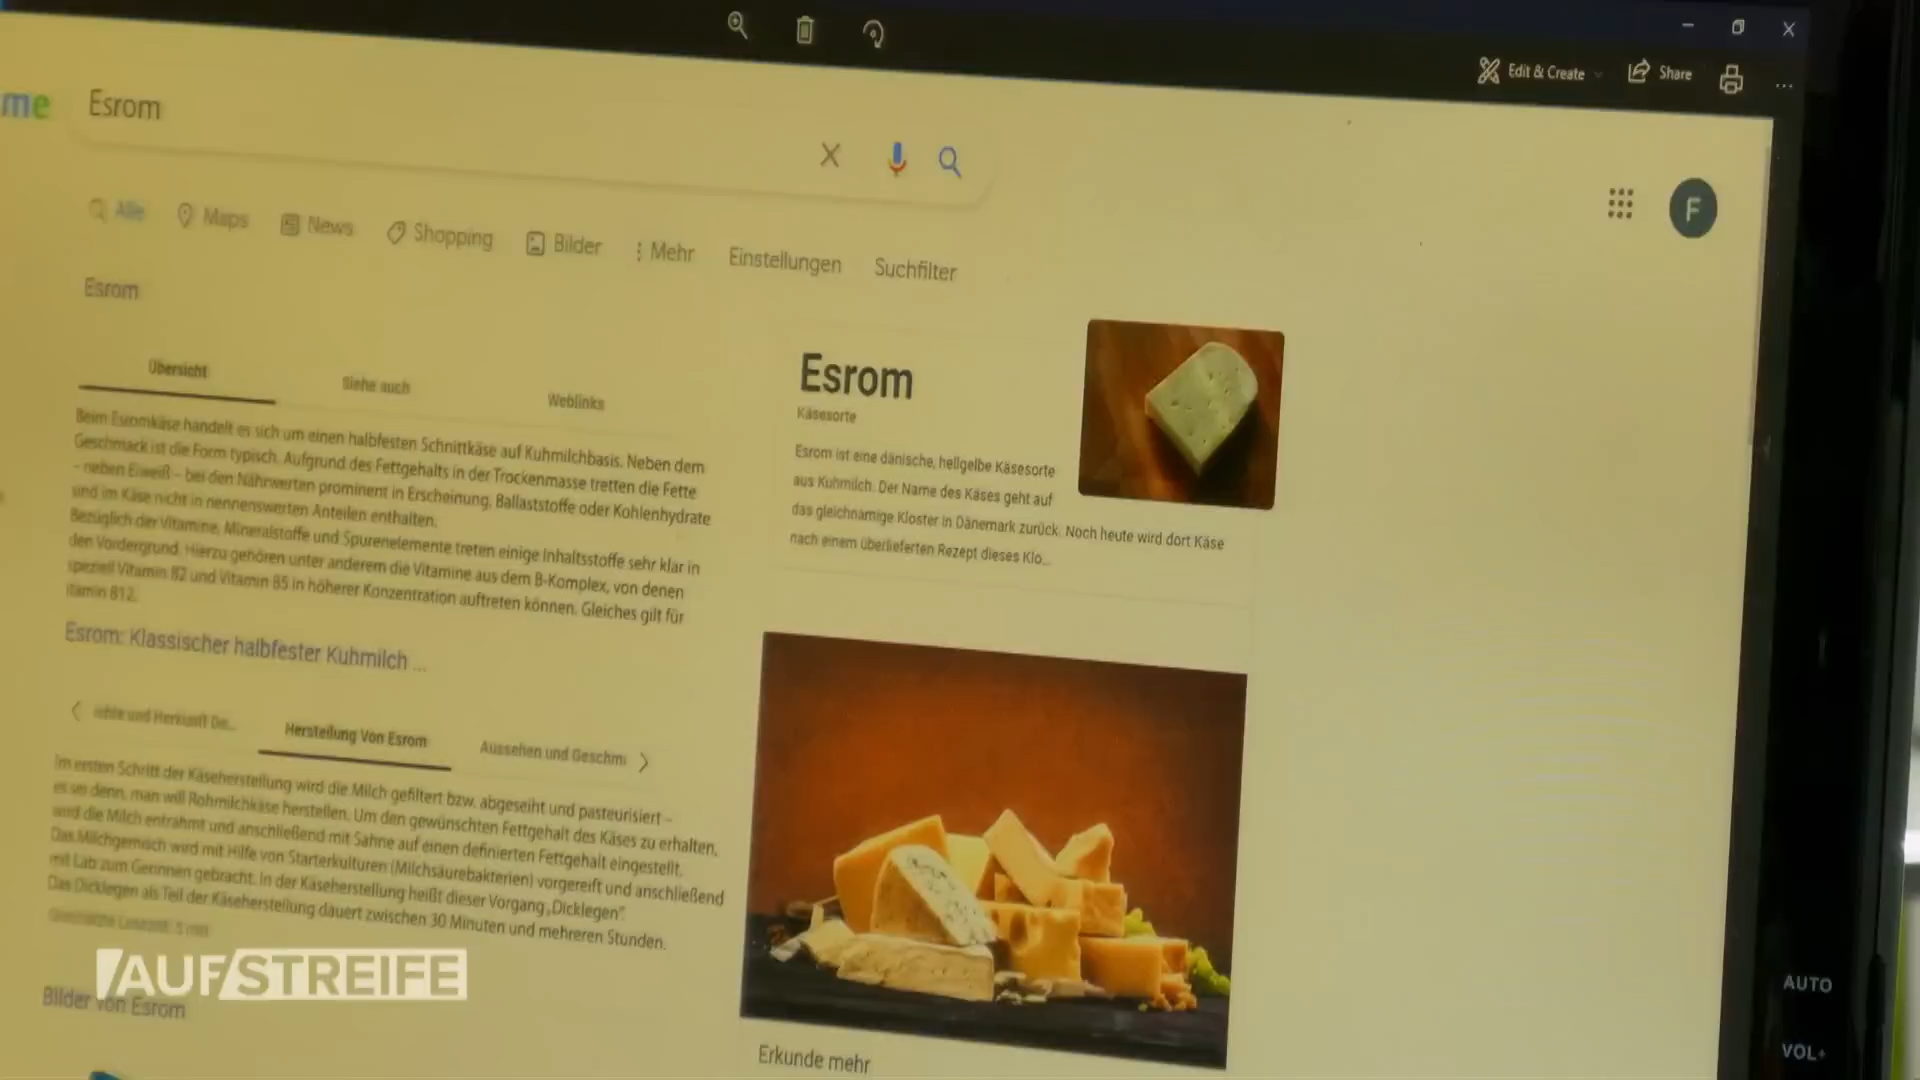 Edit & Create
Share
me
Esrom
Alle
Maps
News
Shopping
Bilder
Mehr
Einstellungen
Suchfilter
Esrom
Übersicht
Siehe auch
Weblinks
Beim Esromkäse handelt es sich um einen halbfesten Schnittkäse auf Kuhmilchbasis. Neben dem
Geschmack ist die Form typisch. Aufgrund des Fettgehalts in der Trockenmasse tretten die Fette
– neben Eiweiß – bei den Nährwerten prominent in Erscheinung, Ballaststoffe oder Kohlenhydrate
und im Käse nicht in nennenswerten Anteilen enthalten.
Bezüglich der Vitamine, Mineralstoffe und Spurenelemente treten einige Inhaltsstoffe sehr klar in
den Vordergrund. Hierzu gehören unter anderem die Vitamine aus dem B-Komplex, von denen
speziell Vitamin B2 und Vitamin B5 in höherer Konzentration auftreten können. Gleiches gilt für
itamin B12.
Esrom: Klassischer halbfester Kuhmilch ...
und Herkunft De...
Herstellung Von Esrom
Aussehen und Geschm
Im ersten Schritt der Käseherstellung wird die Milch gefiltert bzw. abgeseiht und pasteurisiert –
es sei denn, man will Rohmilchkäse herstellen. Um den gewünschten Fettgehalt des Käses zu erhalten,
wird die Milch entrahmt und anschließend mit Sahne auf einen definierten Fettgehalt eingestellt.
Das Milchgemisch wird mit Hilfe von Starterkulturen (Milchsäurebakterien) vorgereift und anschließend
mit Lab zum Gerinnen gebracht. In der Käseherstellung heißt dieser Vorgang „Dicklegen“.
Das Dicklegen als Teil der Käseherstellung dauert zwischen 30 Minuten und mehreren Stunden.
Bilder von Esrom
Esrom
Käsesorte
Esrom ist eine dänische, hellgelbe Käsesorte
aus Kuhmilch. Der Name des Käses geht auf
das gleichnamige Kloster in Dänemark zurück. Noch heute wird dort Käse
nach einem überlieferten Rezept dieses Klo...
Erkunde mehr
F
AUF STREIFE
AUTO
VOL+